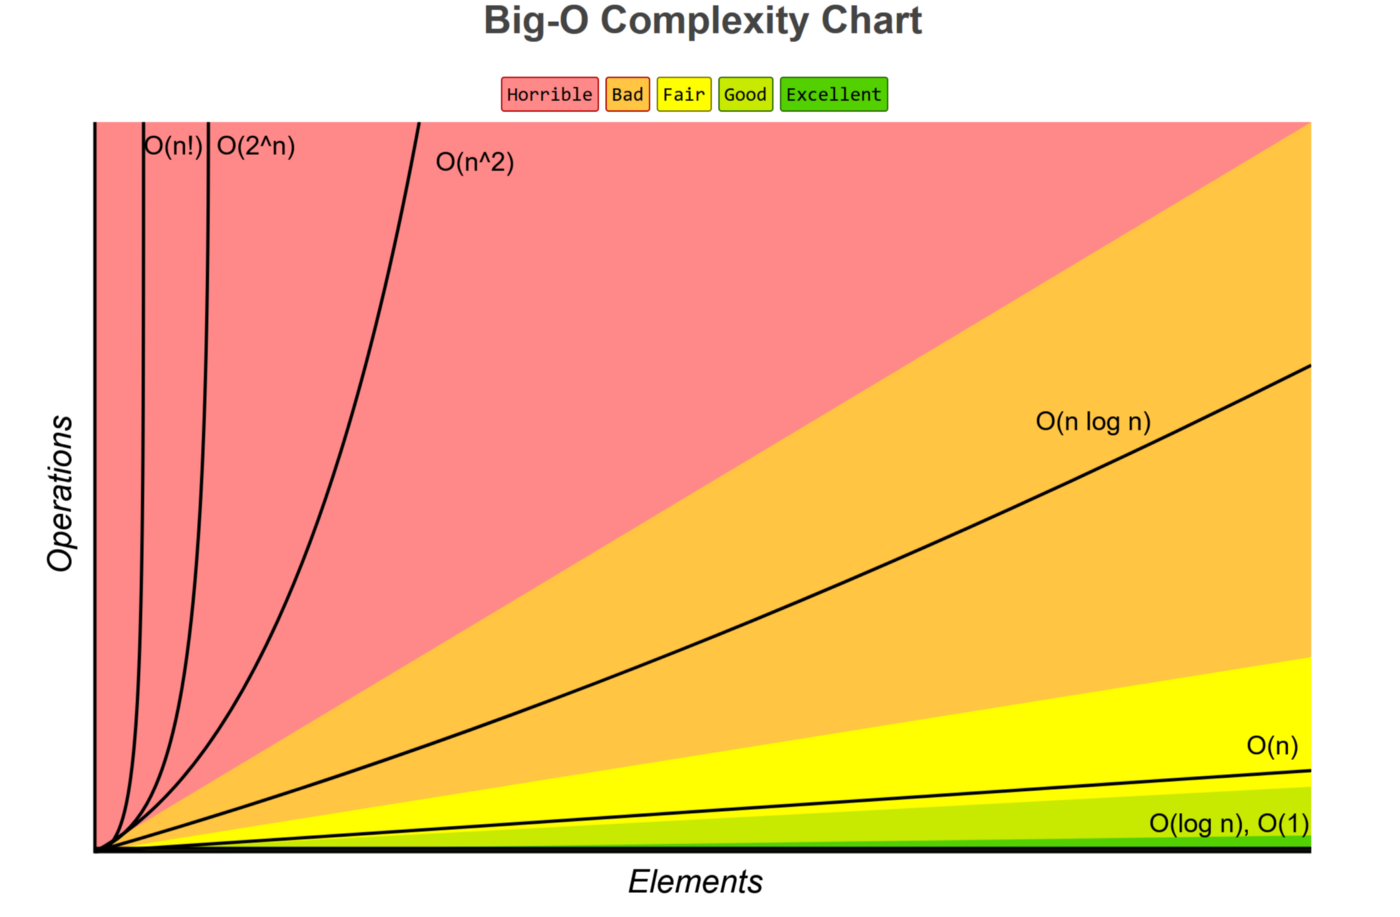 Big-O Complexity Chart
Horrible Bad Fair Good Excellent
O(n!) O(2^n)
O(n^2)
O(n log n)
O(n)
O(log n), O(1)
Operations
Elements